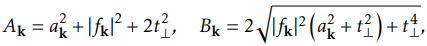 A_𝐤 = a_𝐤^2 + |f_𝐤|^2 + 2t_⊥^2, B_𝐤 = 2√(|f_𝐤|^2 (a_𝐤^2 + t_⊥^2) + t_⊥^4),